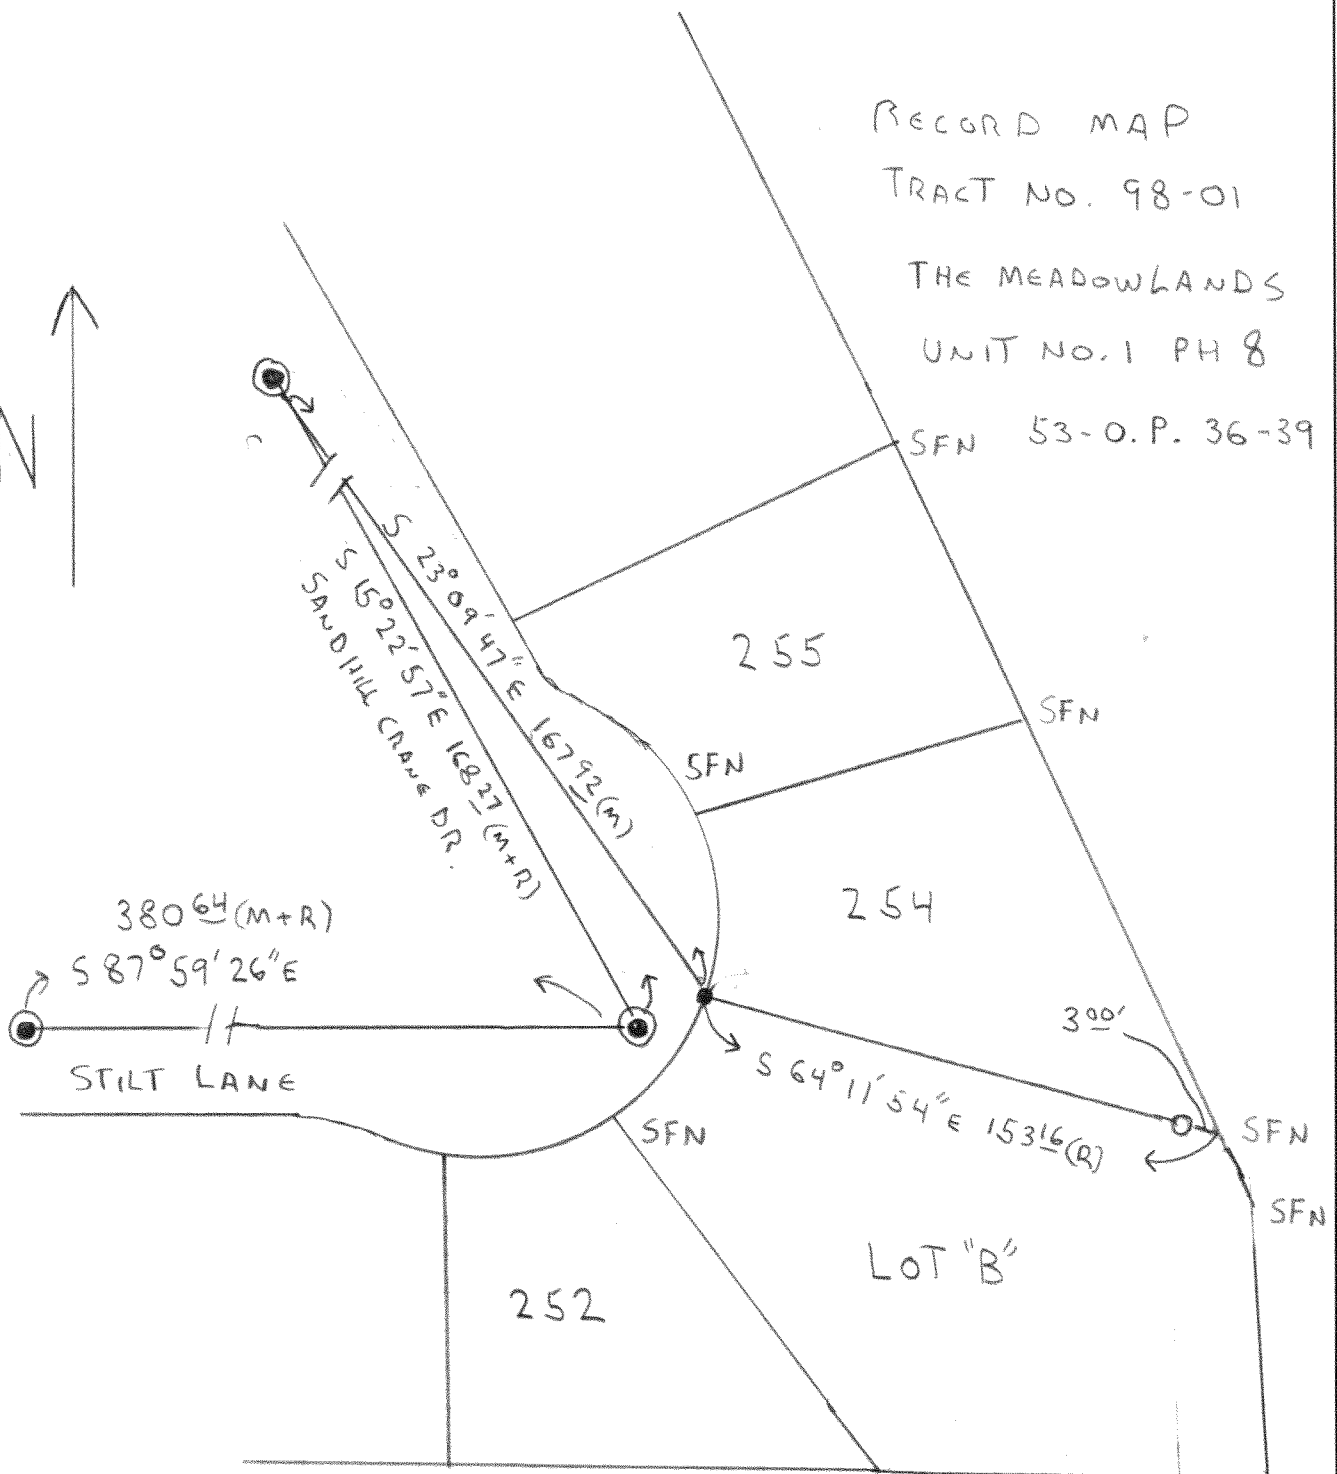 RECORD MAP
TRACT NO. 98-01
THE MEADOWLANDS
UNIT NO. 1 PH 8
SFN 53-O.P. 36-39
N
S 23°09'47" E 167 92 (M)
S 15°22'57" E 168 27 (M+R)
SANDHILL CRANE DR.
255
SFN
SFN
254
380 64 (M+R)
S 87°59'26" E
STILT LANE
3 00'
S 64°11'54" E 153 16 (R)
SFN
SFN
SFN
LOT "B"
252